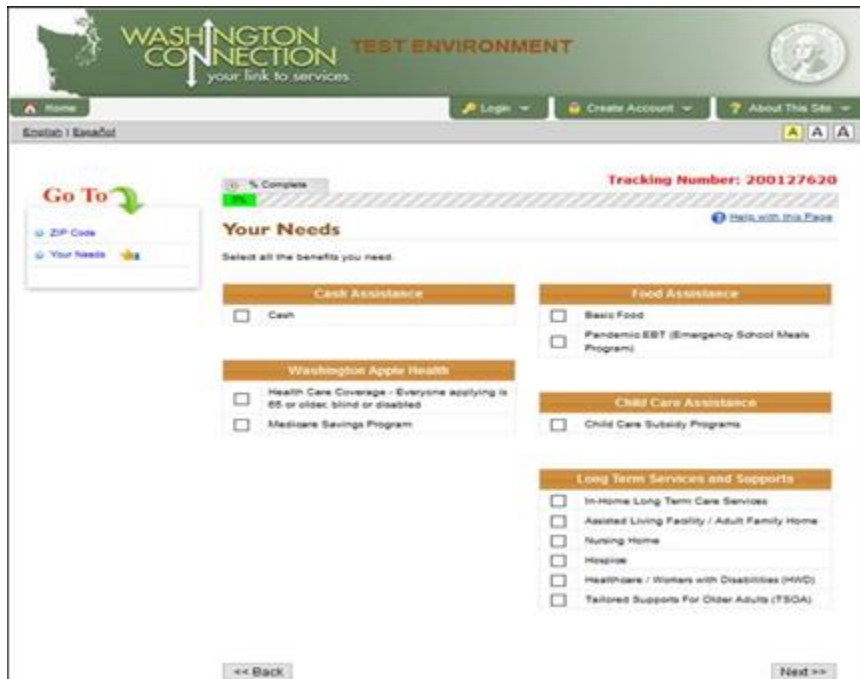 WASHINGTON
CONNECTION
your link to services
TEST ENVIRONMENT
Home
Login
Create Account
? About This Site
English | Español
A A A
Go To
ZIP Code
Your Needs
% Complete
Tracking Number: 200127620
? Help with this Page
Your Needs
Select all the benefits you need.
Cash Assistance
Cash
Washington Apple Health
Health Care Coverage - Everyone applying is
65 or older, blind or disabled
Medicare Savings Program
Food Assistance
Basic Food
Pandemic EBT (Emergency School Meals
Program)
Child Care Assistance
Child Care Subsidy Programs
Long Term Services and Supports
In-Home Long Term Care Services
Assisted Living Facility / Adult Family Home
Nursing Home
Hospice
Healthcare / Workers with Disabilities (HWD)
Tailored Supports For Older Adults (TSOA)
<< Back
Next >>